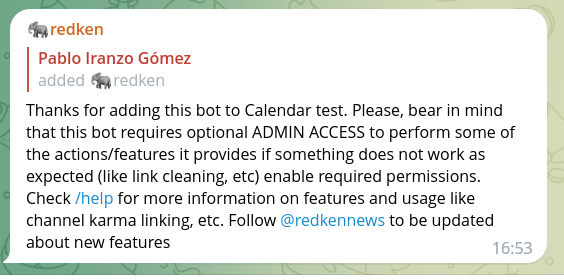 🐘redken
Pablo Iranzo Gómez
added 🐘redken
Thanks for adding this bot to Calendar test. Please, bear in mind
that this bot requires optional ADMIN ACCESS to perform some of
the actions/features it provides if something does not work as
expected (like link cleaning, etc) enable required permissions.
Check /help for more information on features and usage like
channel karma linking, etc. Follow @redkennews to be updated
about new features
16:53